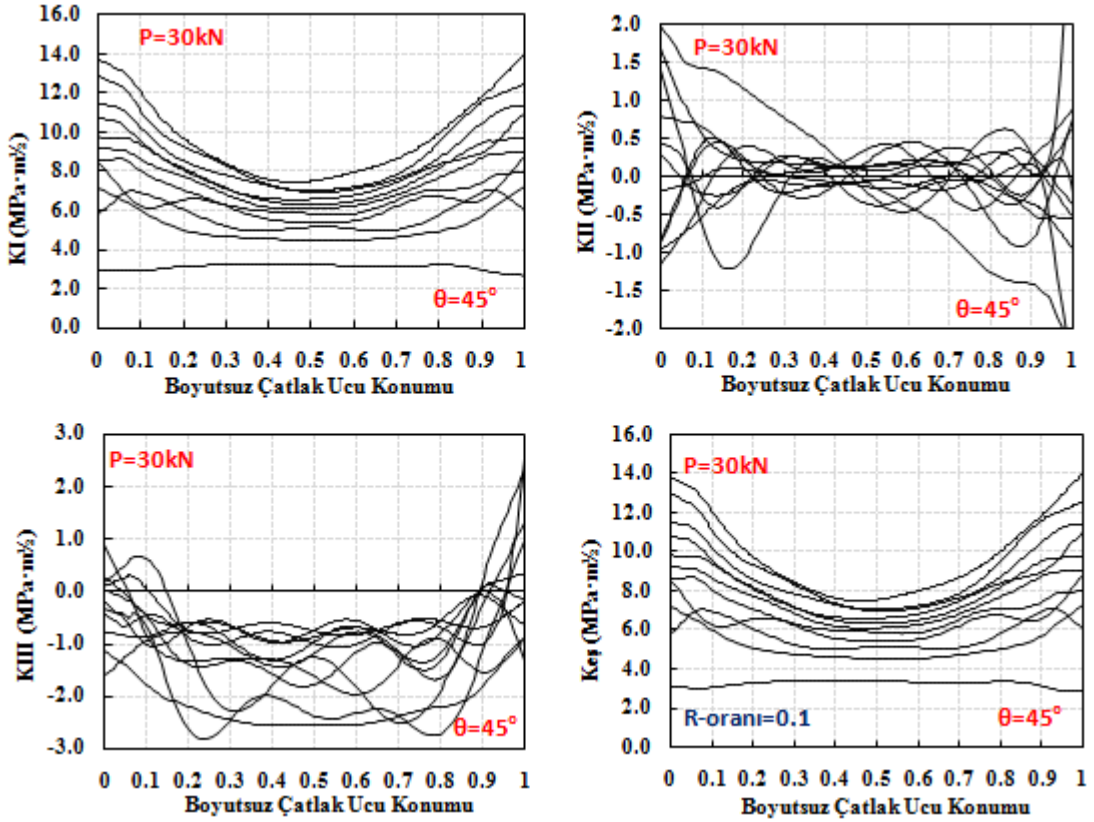 16.0
14.0
12.0
10.0
8.0
6.0
4.0
2.0
0.0
KI (MPa·m½)
P=30kN
θ=45°
0 0.1 0.2 0.3 0.4 0.5 0.6 0.7 0.8 0.9 1
Boyutsuz Çatlak Ucu Konumu
2.0
1.5
1.0
0.5
0.0
-0.5
-1.0
-1.5
-2.0
KII (MPa·m½)
P=30kN
θ=45°
0 0.1 0.2 0.3 0.4 0.5 0.6 0.7 0.8 0.9 1
Boyutsuz Çatlak Ucu Konumu
3.0
2.0
1.0
0.0
-1.0
-2.0
-3.0
KIII (MPa·m½)
P=30kN
θ=45°
0 0.1 0.2 0.3 0.4 0.5 0.6 0.7 0.8 0.9 1
Boyutsuz Çatlak Ucu Konumu
16.0
14.0
12.0
10.0
8.0
6.0
4.0
2.0
0.0
Keş (MPa·m½)
P=30kN
R-oranı=0.1
θ=45°
0 0.1 0.2 0.3 0.4 0.5 0.6 0.7 0.8 0.9 1
Boyutsuz Çatlak Ucu Konumu